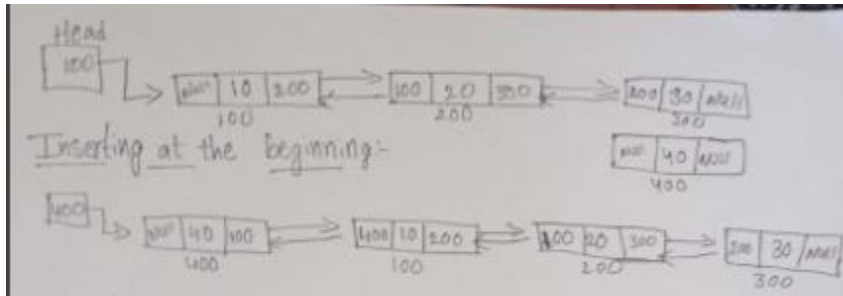 Head
100
Null 10 200 100 20 300 200 30 Null
100 200 300
Inserting at the beginning:-
Null 40 Null
400
400
Null 40 100 400 10 200 100 20 300 200 30 Null
400 100 200 300